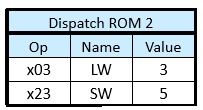 Dispatch ROM 2
Op Name Value
x03 LW 3
x23 SW 5